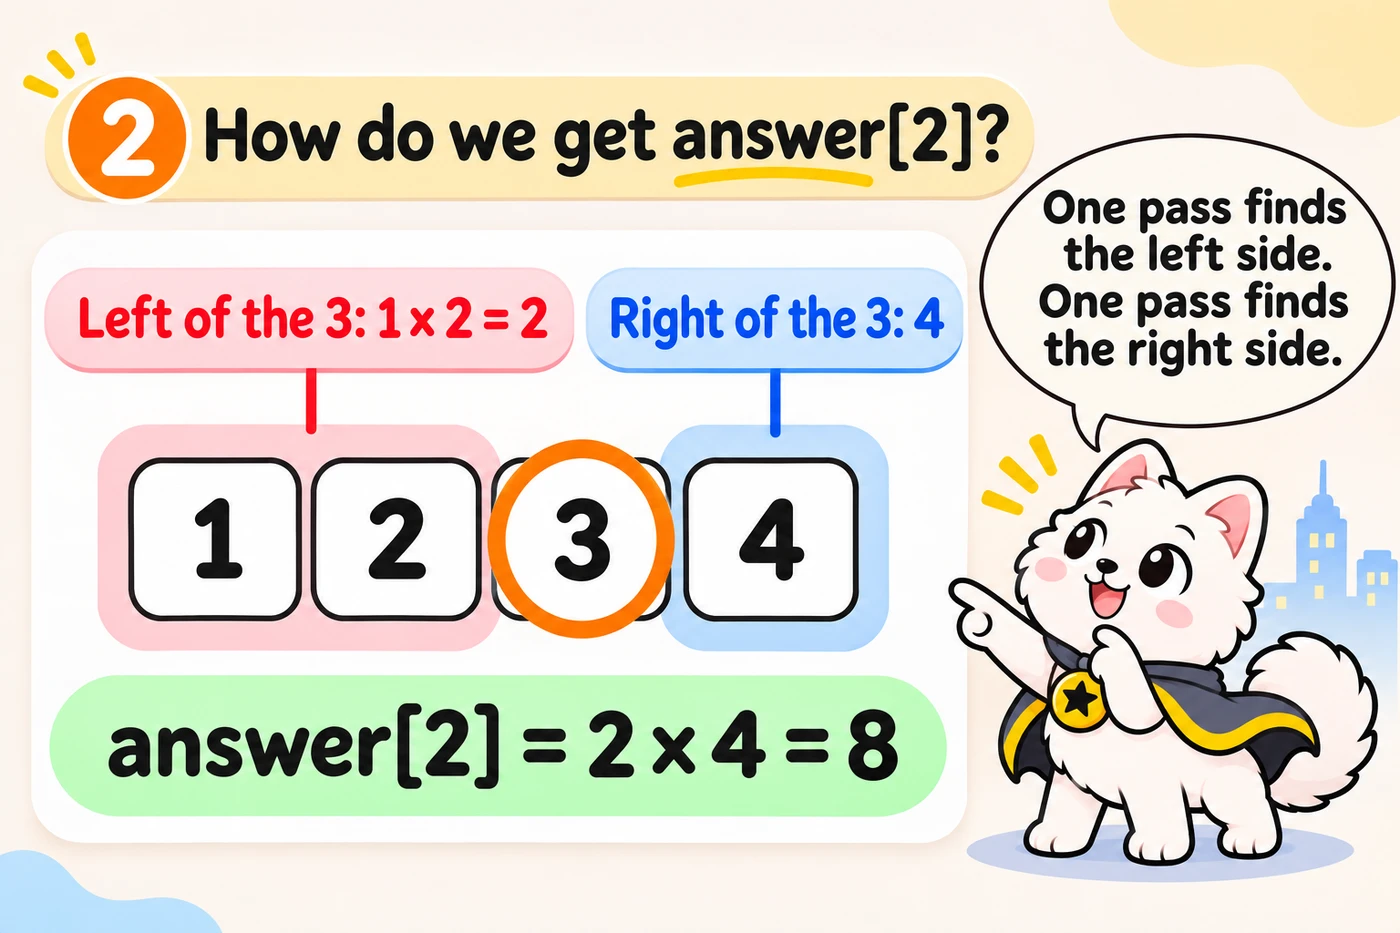 2 How do we get answer[2]?
One pass finds
the left side.
One pass finds
the right side.
Left of the 3: 1 x 2 = 2
Right of the 3: 4
1 2 3 4
answer[2] = 2 x 4 = 8